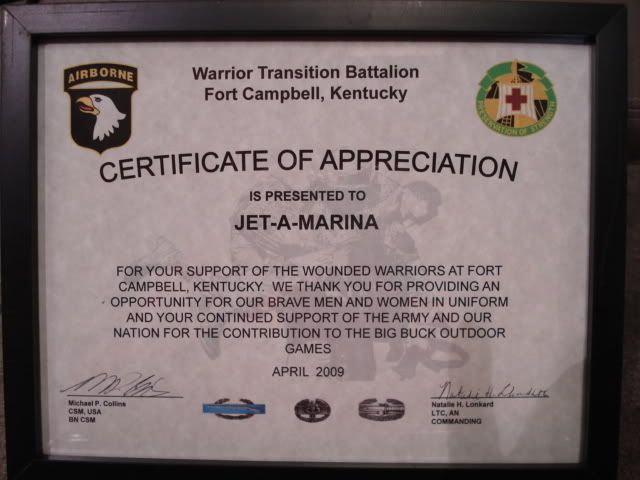 AIRBORNE
Warrior Transition Battalion
Fort Campbell, Kentucky
PRESERVATION OF STRENGTH
CERTIFICATE OF APPRECIATION
IS PRESENTED TO
JET-A-MARINA
FOR YOUR SUPPORT OF THE WOUNDED WARRIORS AT FORT
CAMPBELL, KENTUCKY. WE THANK YOU FOR PROVIDING AN
OPPORTUNITY FOR OUR BRAVE MEN AND WOMEN IN UNIFORM
AND YOUR CONTINUED SUPPORT OF THE ARMY AND OUR
NATION FOR THE CONTRIBUTION TO THE BIG BUCK OUTDOOR
GAMES
APRIL 2009
Michael P. Collins
CSM, USA
BN CSM
Natalie H. Lonkard
LTC, AN
COMMANDING